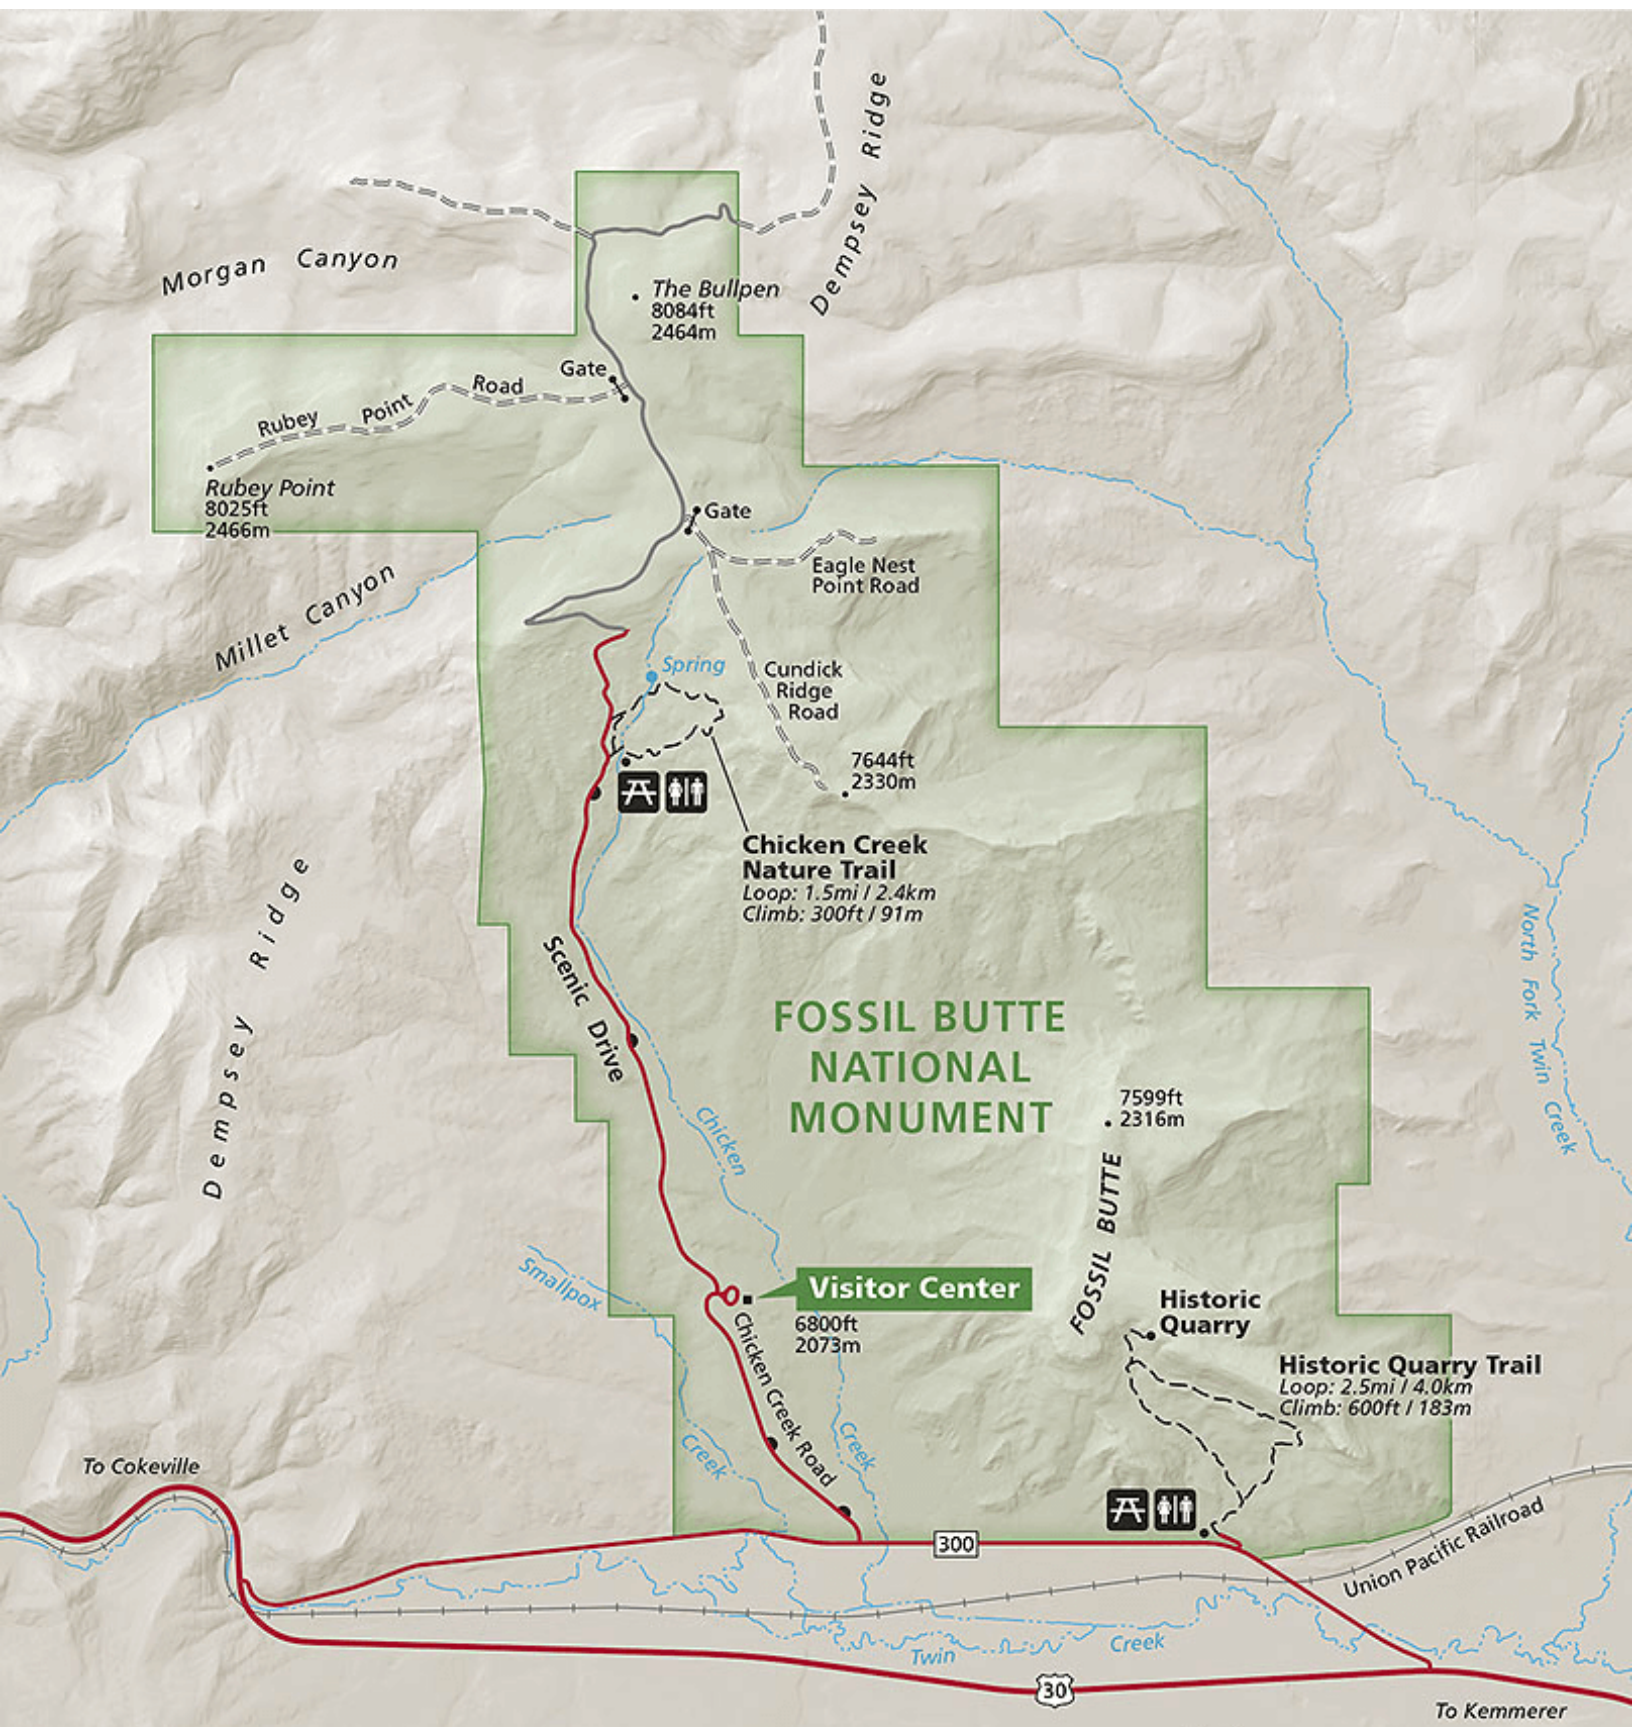 Dempsey Ridge
Morgan Canyon
The Bullpen
8084ft
2464m
Gate
Rubey Point Road
Rubey Point
8025ft
2466m
Gate
Eagle Nest
Point Road
Millet Canyon
Spring
Cundick
Ridge
Road
7644ft
2330m
Chicken Creek
Nature Trail
Loop: 1.5mi / 2.4km
Climb: 300ft / 91m
Dempsey Ridge
Scenic Drive
North Fork Twin Creek
FOSSIL BUTTE
NATIONAL
MONUMENT
7599ft
2316m
FOSSIL BUTTE
Chicken
Creek
Smallpox
Creek
Visitor Center
6800ft
2073m
Chicken Creek Road
Historic
Quarry
Historic Quarry Trail
Loop: 2.5mi / 4.0km
Climb: 600ft / 183m
To Cokeville
300
Union Pacific Railroad
Twin Creek
30
To Kemmerer